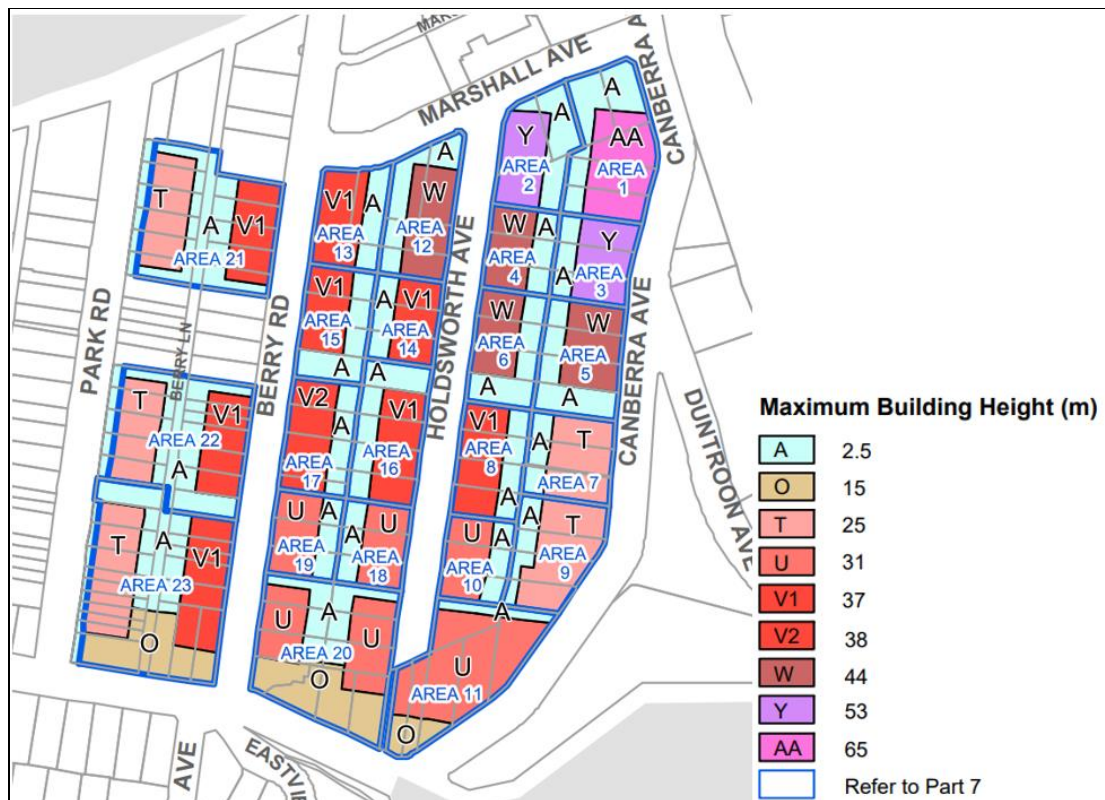 MARS
MARSHALL AVE
CANBERRA A
A
A
Y
AREA
2
AA
AREA
1
A
W
V1
A
AREA
13
AREA
12
T
A
V1
AREA 21
W
A
AREA
4
Y
A
AREA
3
V1
AREA
15
A
V1
AREA
14
W
AREA
6
W
AREA
5
HOLDSWORTH AVE
CANBERRA AVE
PARK RD
BERRY LN
BERRY RD
A
A
A
A
T
V1
AREA 22
A
V2
A
AREA
17
V1
AREA
16
V1
AREA
8
A
A
T
AREA 7
DUNTROON AVE
T
A
V1
AREA 23
U
A
AREA
19
A
U
AREA
18
U
A
AREA
10
A
T
AREA
9
O
U
A
U
AREA 20
O
A
U
AREA 11
O
AVE
EASTVIE
Maximum Building Height (m)
A 2.5
O 15
T 25
U 31
V1 37
V2 38
W 44
Y 53
AA 65
Refer to Part 7